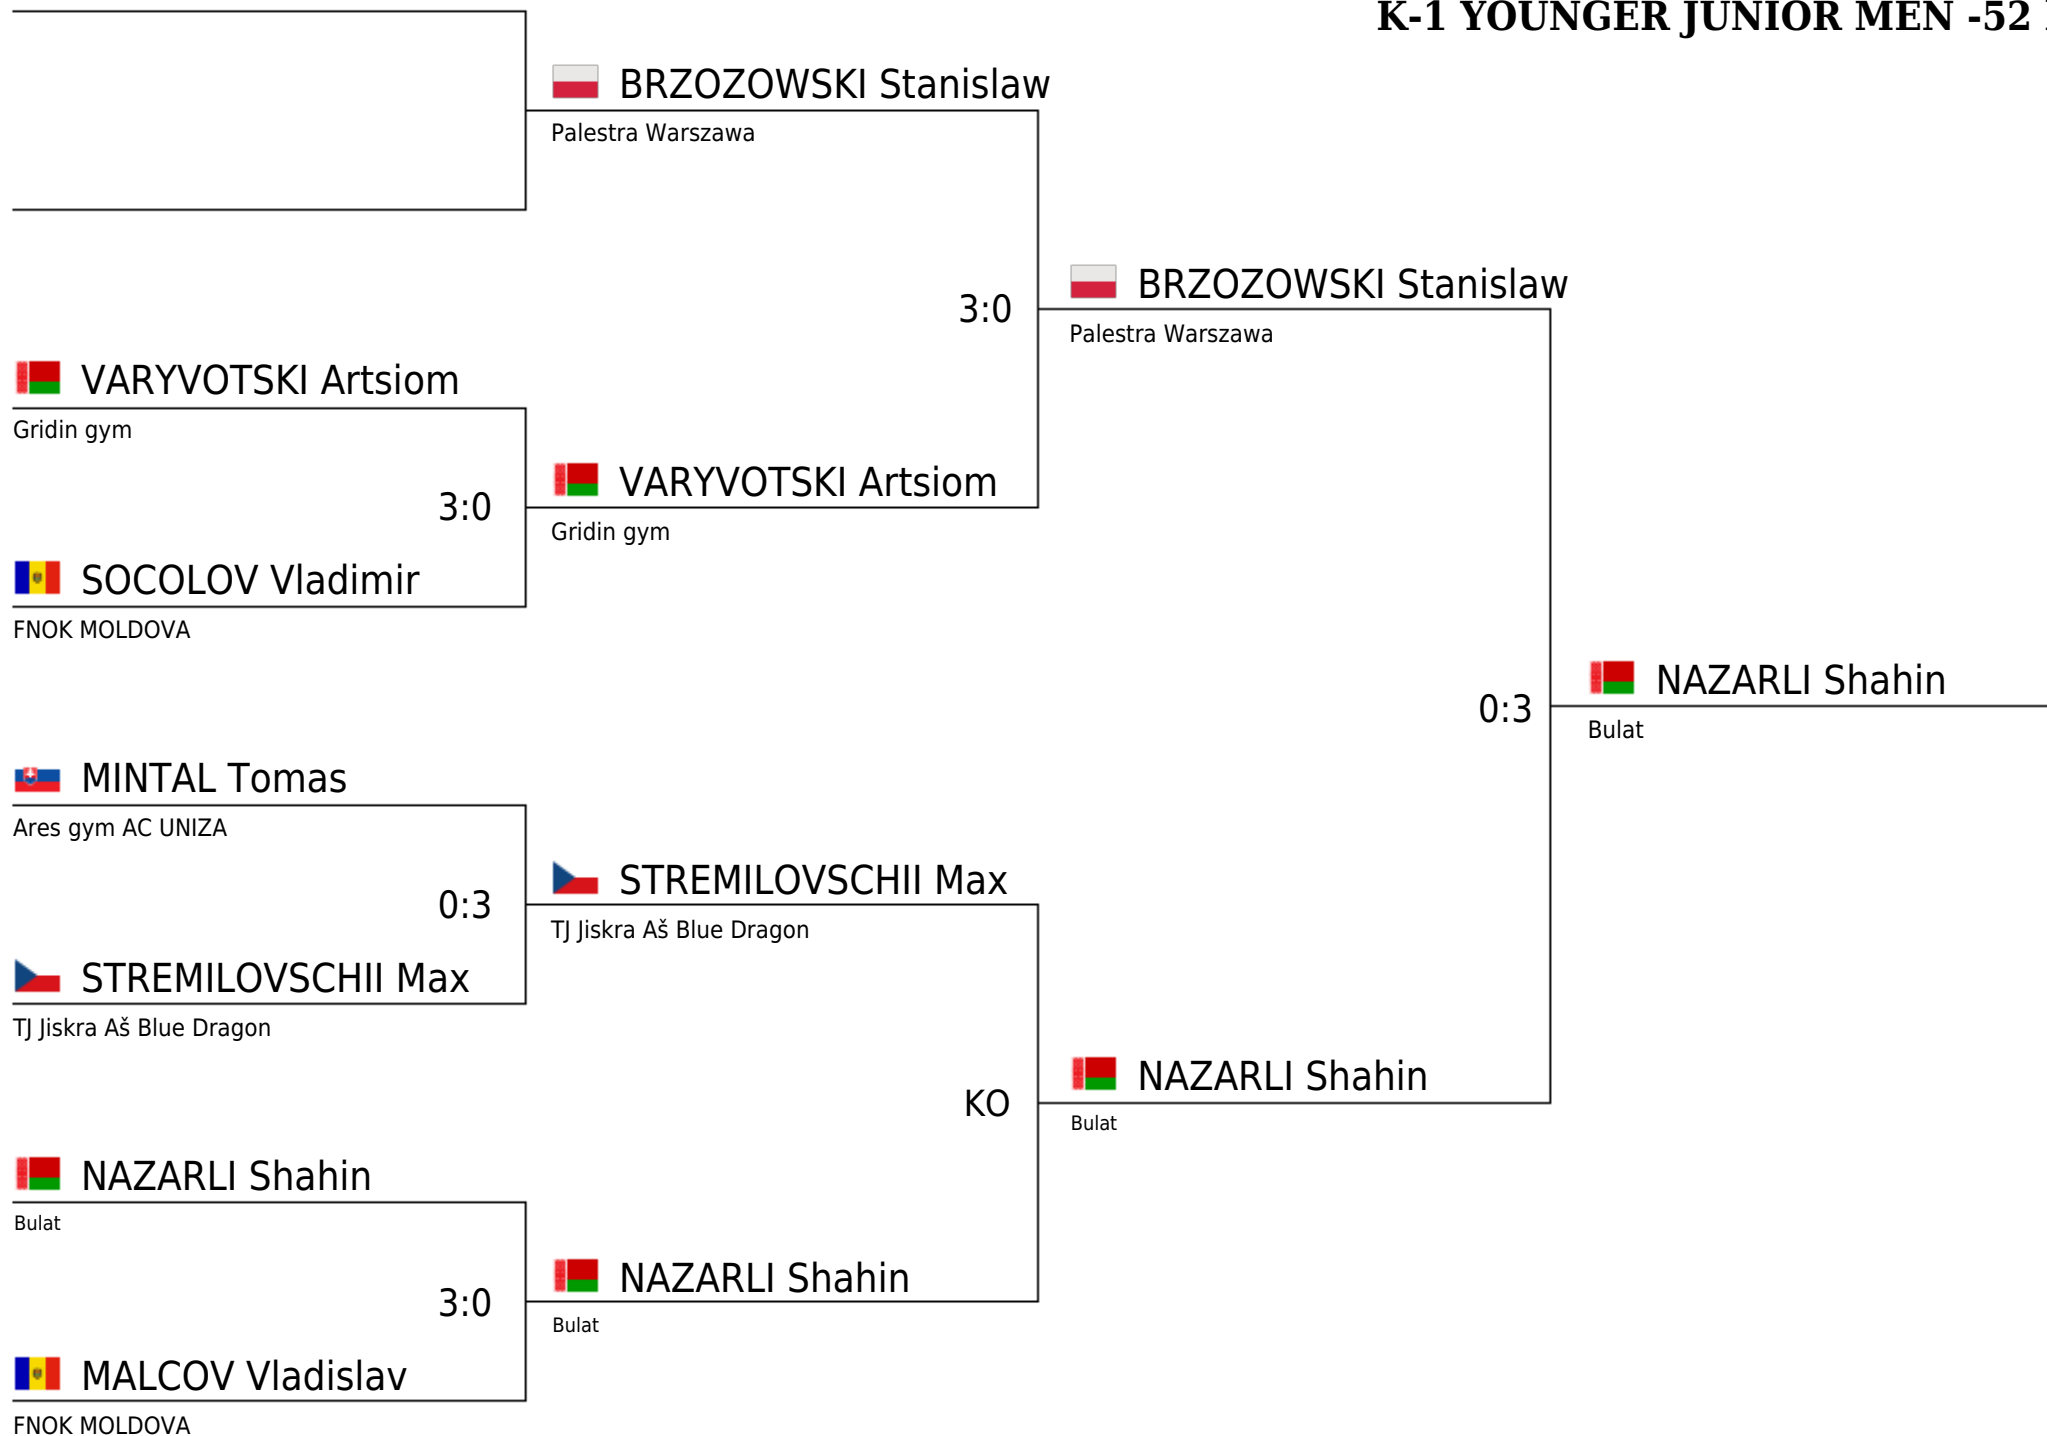 K-1 YOUNGER JUNIOR MEN -52
BRZOZOWSKI Stanislaw
Palestra Warszawa
BRZOZOWSKI Stanislaw
3:0
Palestra Warszawa
VARYVOTSKI Artsiom
Gridin gym
VARYVOTSKI Artsiom
3:0
Gridin gym
SOCOLOV Vladimir
FNOK MOLDOVA
NAZARLI Shahin
0:3
Bulat
MINTAL Tomas
Ares gym AC UNIZA
STREMILOVSCHII Max
0:3
TJ Jiskra Aš Blue Dragon
STREMILOVSCHII Max
TJ Jiskra Aš Blue Dragon
NAZARLI Shahin
KO
Bulat
NAZARLI Shahin
Bulat
NAZARLI Shahin
3:0
Bulat
MALCOV Vladislav
FNOK MOLDOVA